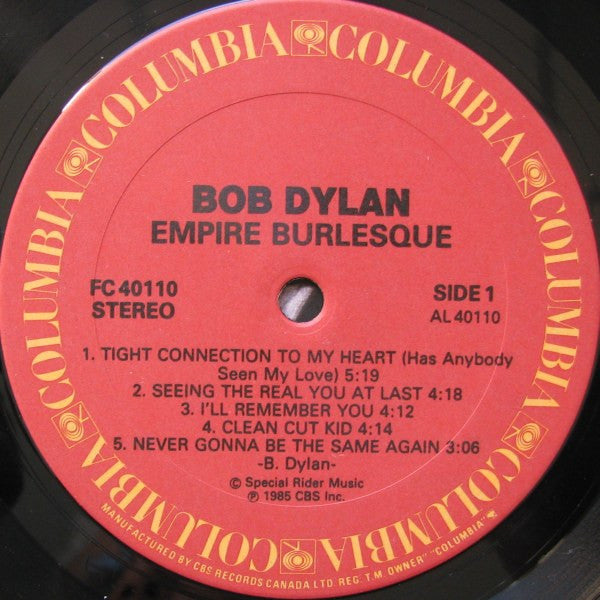 COLUMBIA COLUMBIA COLUMBIA COLUMBIA COLUMBIA COLUMBIA COLUMBIA
BOB DYLAN
EMPIRE BURLESQUE
FC 40110
STEREO
SIDE 1
AL 40110
1. TIGHT CONNECTION TO MY HEART (Has Anybody
Seen My Love) 5:19
2. SEEING THE REAL YOU AT LAST 4:18
3. I'LL REMEMBER YOU 4:12
4. CLEAN CUT KID 4:14
5. NEVER GONNA BE THE SAME AGAIN 3:06
-B. Dylan-
© Special Rider Music
℗ 1985 CBS Inc.
MANUFACTURED BY CBS RECORDS CANADA LTD. REG. T.M OWNER "COLUMBIA"